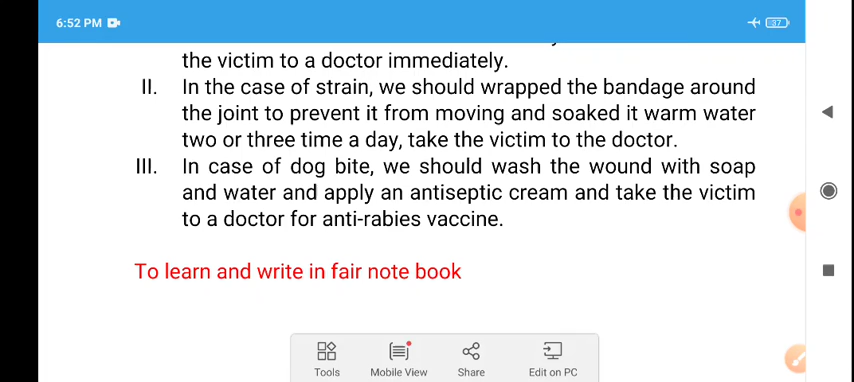 6:52 PM
37
the victim to a doctor immediately.
II. In the case of strain, we should wrapped the bandage around
the joint to prevent it from moving and soaked it warm water
two or three time a day, take the victim to the doctor.
III. In case of dog bite, we should wash the wound with soap
and water and apply an antiseptic cream and take the victim
to a doctor for anti-rabies vaccine.
To learn and write in fair note book
Tools Mobile View Share Edit on PC